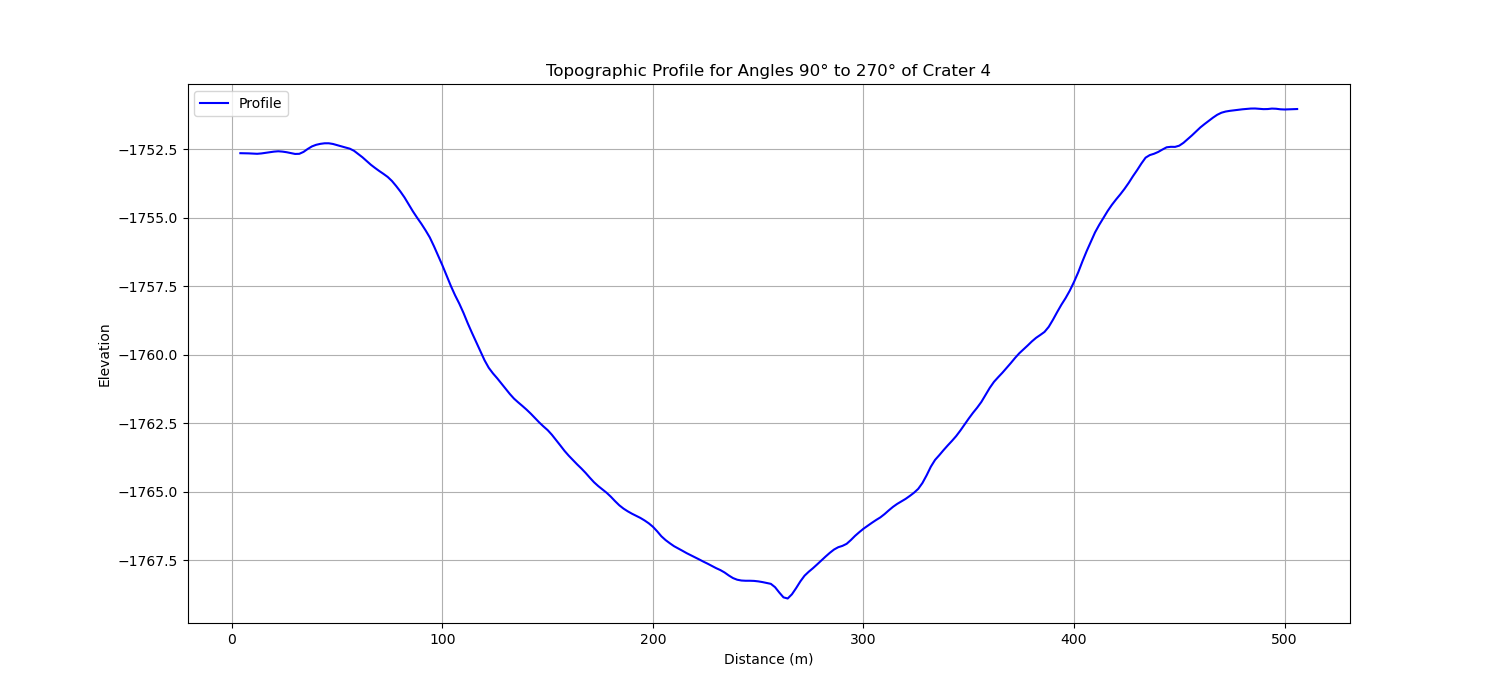 Topographic Profile for Angles 90° to 270° of Crater 4
Profile
−1752.5
−1755.0
−1757.5
−1760.0
−1762.5
−1765.0
−1767.5
Elevation
0 100 200 300 400 500
Distance (m)